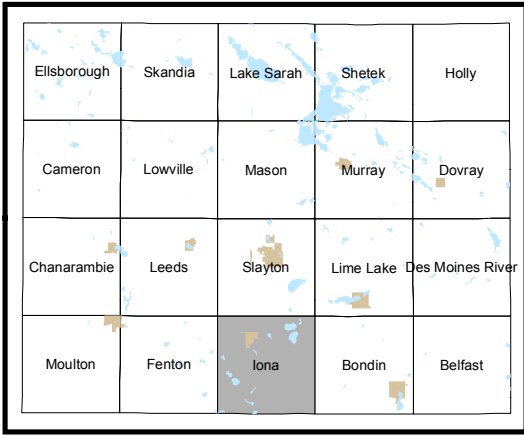 Ellsborough Skandia Lake Sarah Shetek Holly
Cameron Lowville Mason Murray Dovray
Chanarambie Leeds Slayton Lime Lake Des Moines River
Moulton Fenton Iona Bondin Belfast